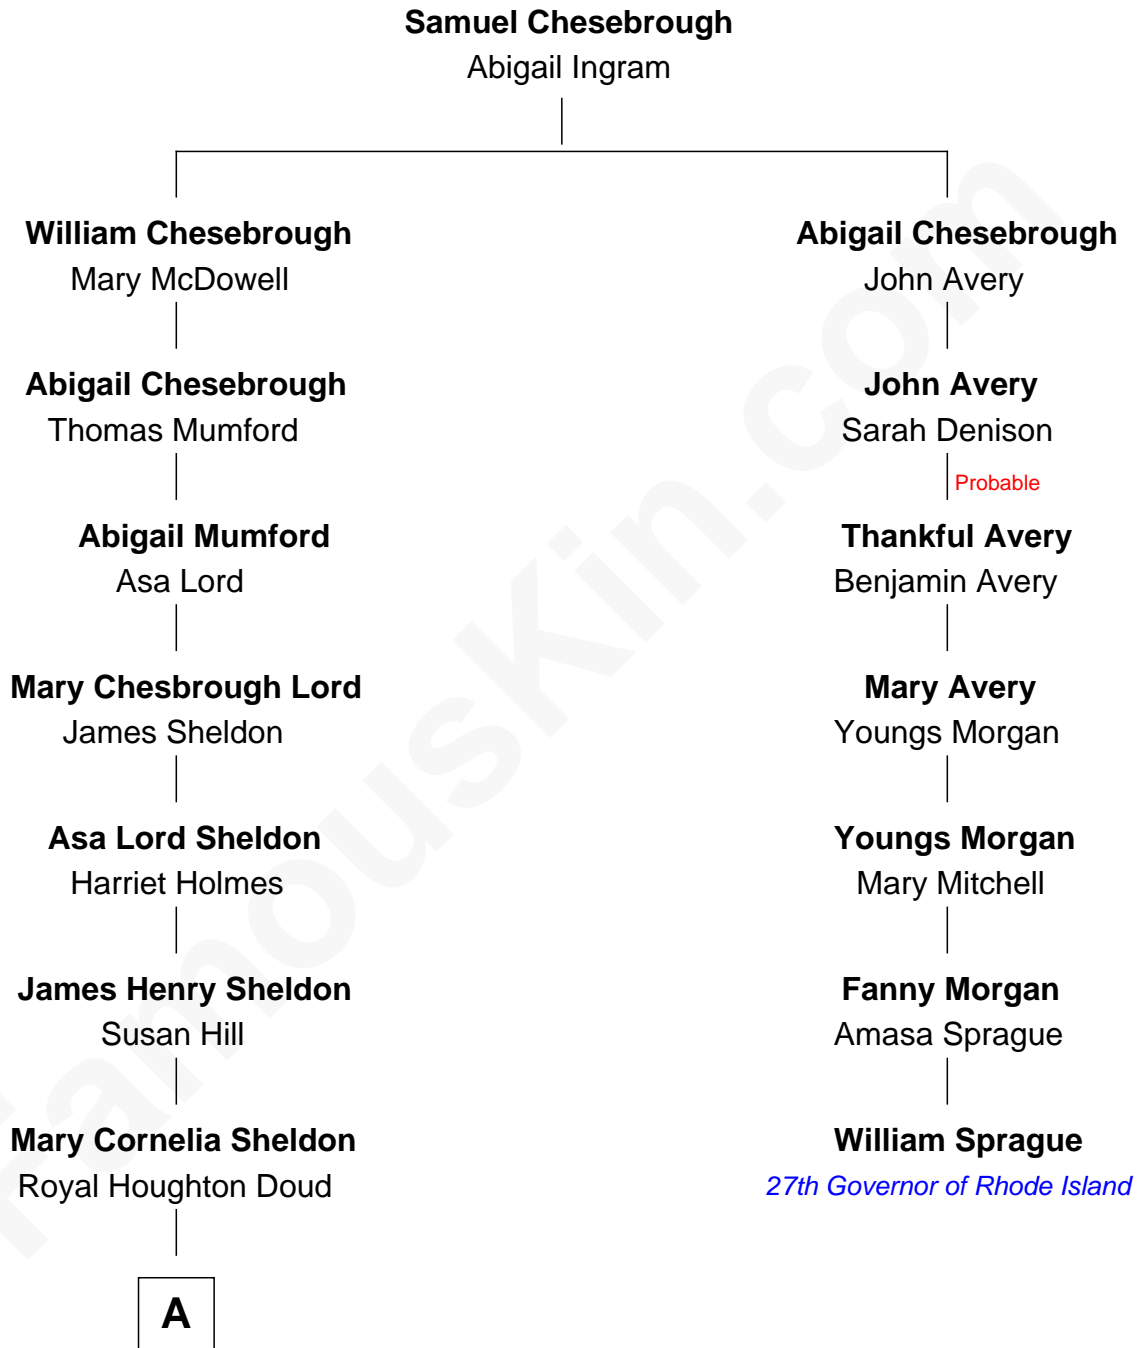 Samuel Chesebrough
Abigail Ingram
William Chesebrough
Mary McDowell
Abigail Chesebrough
Thomas Mumford
Abigail Mumford
Asa Lord
Mary Chesbrough Lord
James Sheldon
Asa Lord Sheldon
Harriet Holmes
James Henry Sheldon
Susan Hill
Mary Cornelia Sheldon
Royal Houghton Doud
A
Abigail Chesebrough
John Avery
John Avery
Sarah Denison
Probable
Thankful Avery
Benjamin Avery
Mary Avery
Youngs Morgan
Youngs Morgan
Mary Mitchell
Fanny Morgan
Amasa Sprague
William Sprague
27th Governor of Rhode Island
FamousKin.com